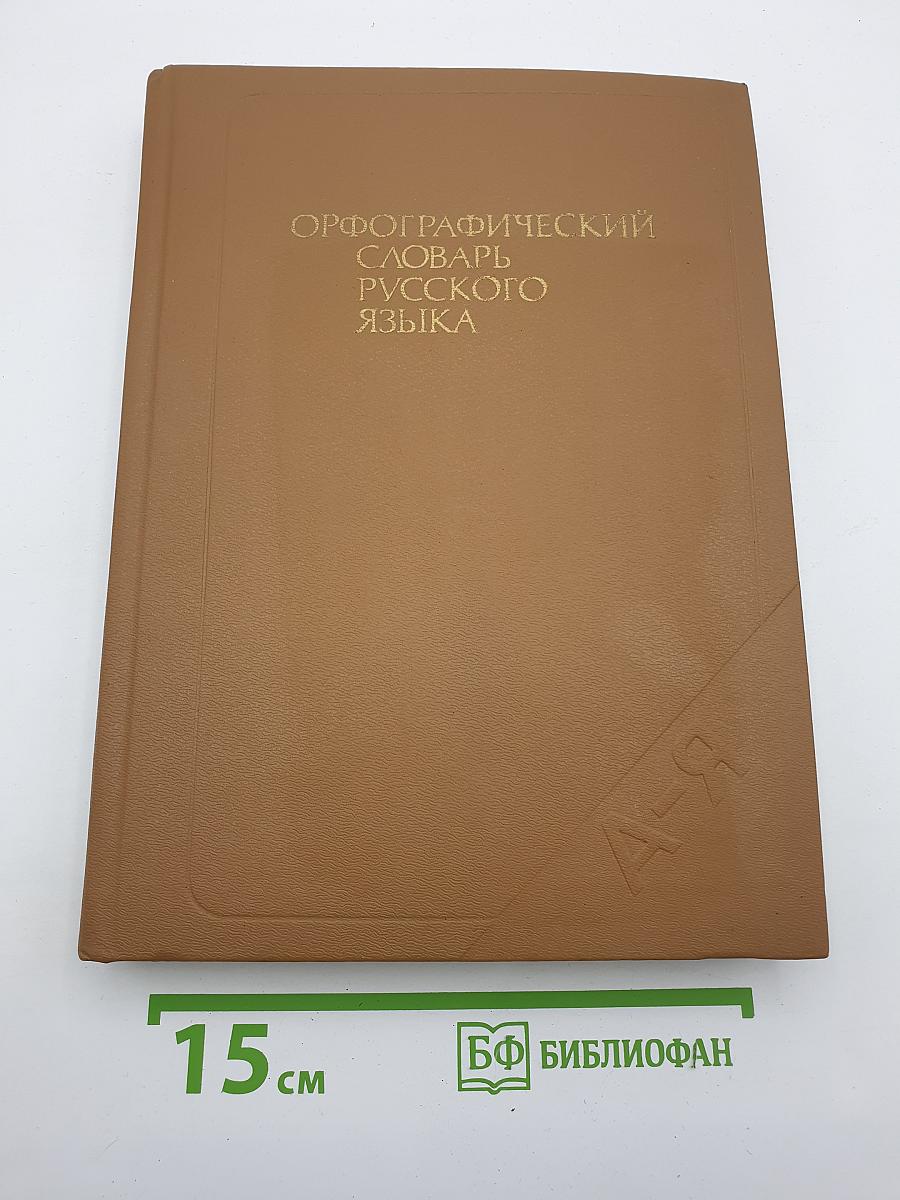 ОРФОГРАФИЧЕСКИЙ
СЛОВАРЬ
РУССКОГО
ЯЗЫКА
А-Я
15 см
БФ БИБЛИОФАН